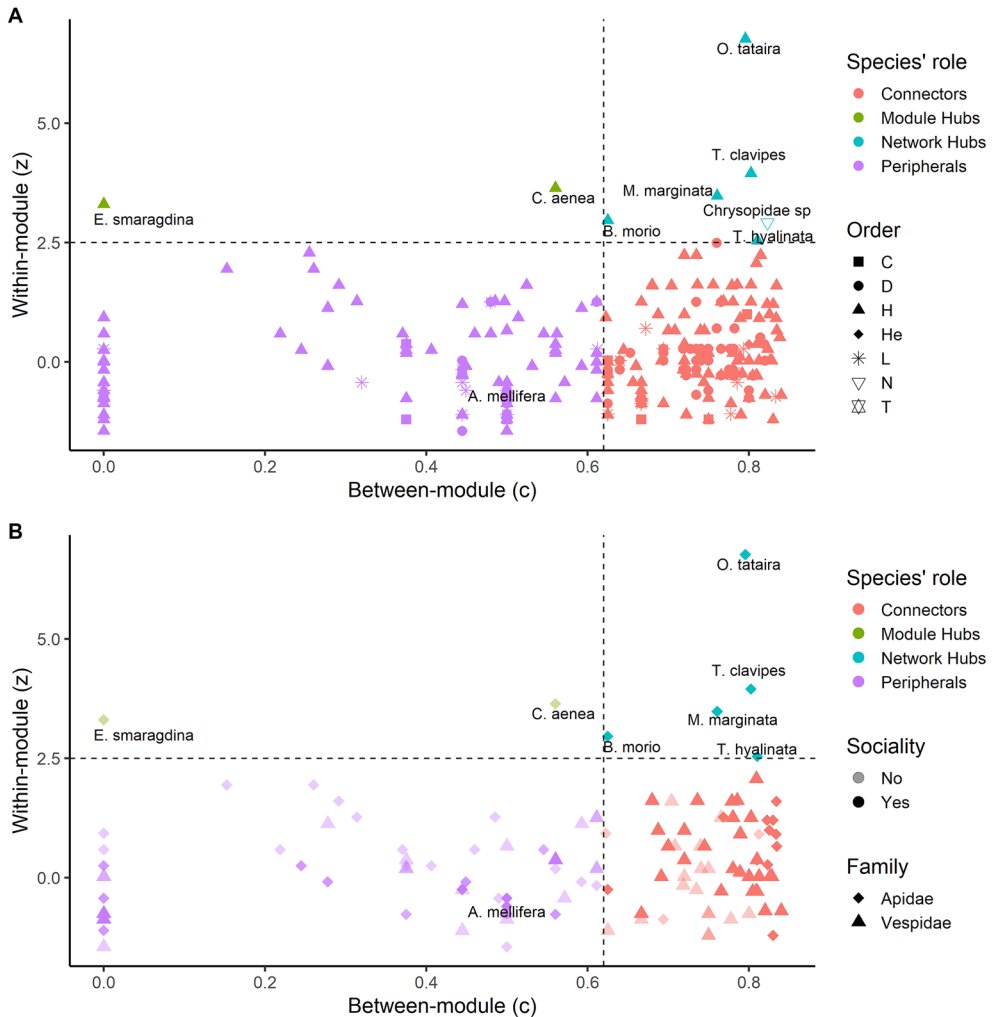 A
O. tataira
T. clavipes
M. marginata
C. aenea
Chrysopidae sp
E. smaragdina
B. morio
T. hyalinata
A. mellifera
5.0
2.5
0.0
Within-module (z)
0.0
0.2
0.4
0.6
0.8
Between-module (c)
Species' role
Connectors
Module Hubs
Network Hubs
Peripherals
Order
C
D
H
He
L
N
T
B
O. tataira
T. clavipes
C. aenea
M. marginata
E. smaragdina
B. morio
T. hyalinata
A. mellifera
5.0
2.5
0.0
Within-module (z)
0.0
0.2
0.4
0.6
0.8
Between-module (c)
Species' role
Connectors
Module Hubs
Network Hubs
Peripherals
Sociality
No
Yes
Family
Apidae
Vespidae